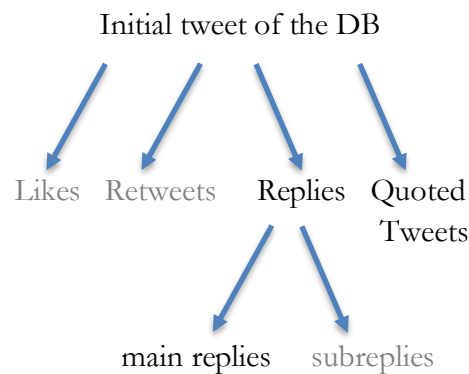 Initial tweet of the DB
Likes Retweets Replies Quoted
Tweets
main replies subreplies